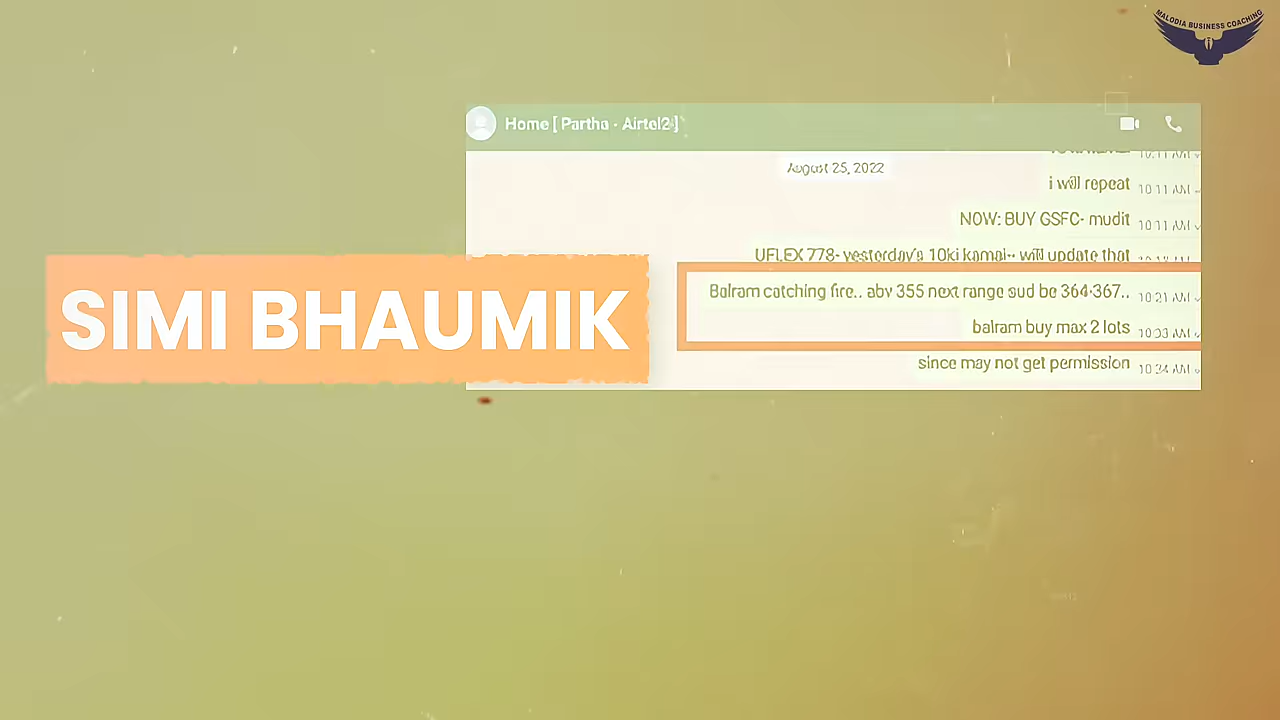 MALODIA BUSINESS COACHING
Home [ Partha - Airtel2 ]
August 25, 2022
i will repeat 10:11 AM
NOW: BUY GSFC- mudit 10:11 AM
UFLEX 778- yesterday's 10ki kamai-- will update that
Balram catching fire.. abv 355 next range sud be 364-367.. 10:21 AM
SIMI BHAUMIK
balram buy max 2 lots 10:33 AM
since may not get permission 10:34 AM